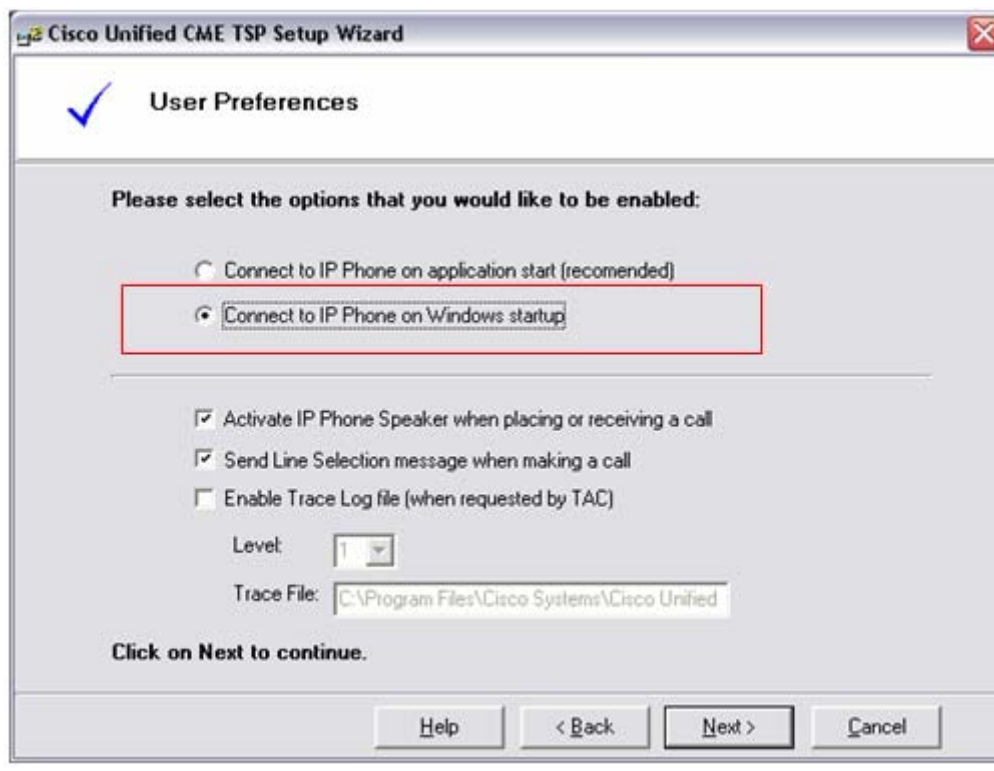 Cisco Unified CME TSP Setup Wizard
User Preferences
Please select the options that you would like to be enabled:
Connect to IP Phone on application start (recomended)
Connect to IP Phone on Windows startup
Activate IP Phone Speaker when placing or receiving a call
Send Line Selection message when making a call
Enable Trace Log file (when requested by TAC)
Level: 1
Trace File: C:\Program Files\Cisco Systems\Cisco Unified
Click on Next to continue.
Help < Back Next > Cancel